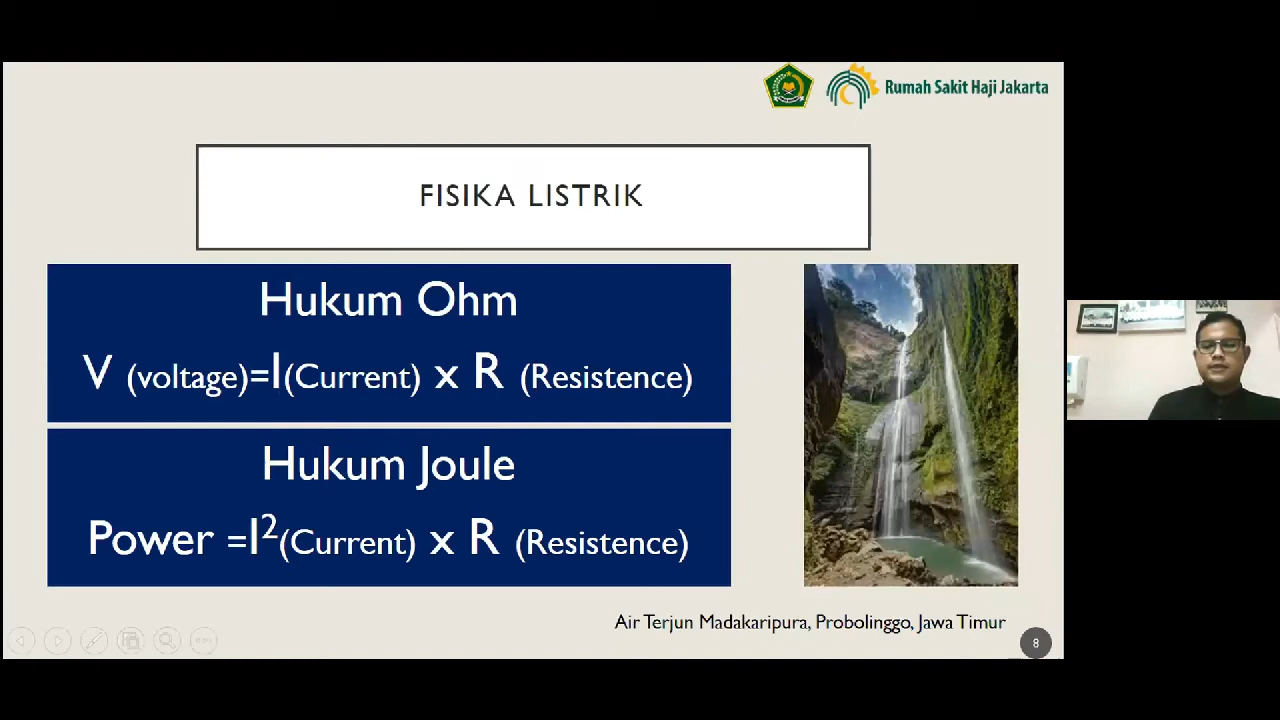 Rumah Sakit Haji Jakarta
FISIKA LISTRIK
Hukum Ohm
V (voltage)=I(Current) x R (Resistence)
Hukum Joule
Power =I²(Current) x R (Resistence)
Air Terjun Madakaripura, Probolinggo, Jawa Timur
8